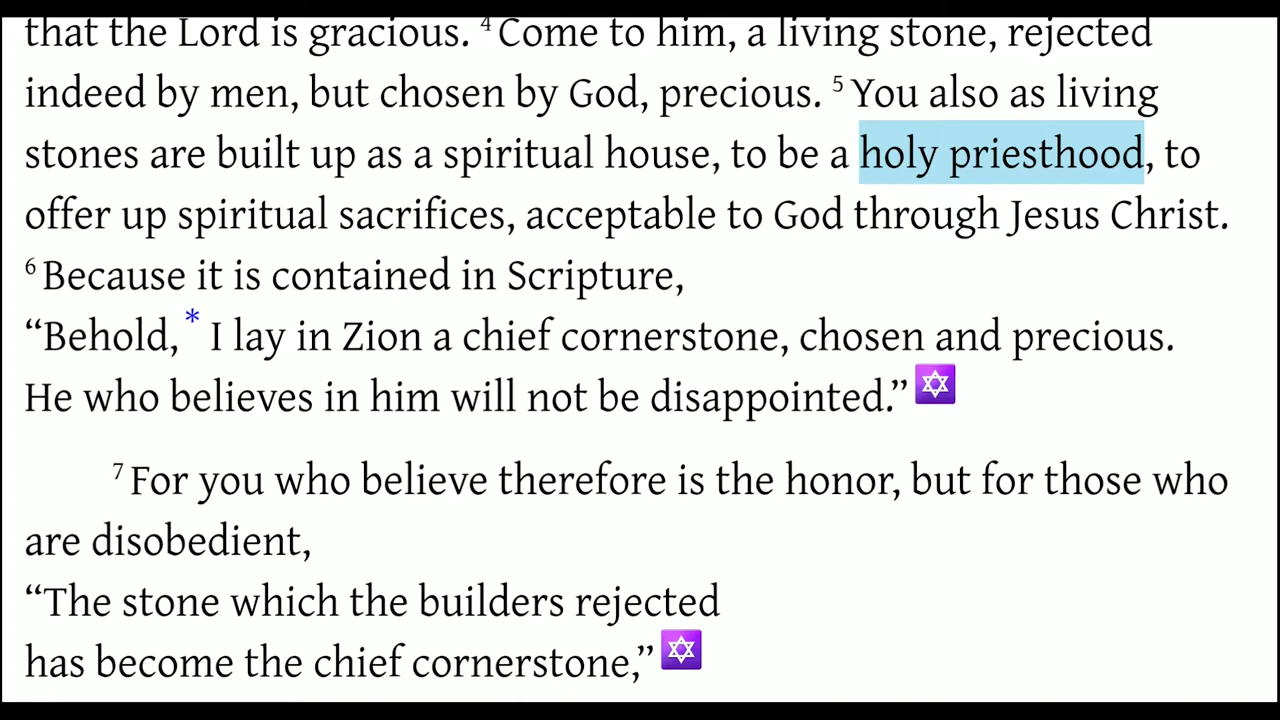 that the Lord is gracious. ⁴ Come to him, a living stone, rejected
indeed by men, but chosen by God, precious. ⁵ You also as living
stones are built up as a spiritual house, to be a holy priesthood, to
offer up spiritual sacrifices, acceptable to God through Jesus Christ.
⁶ Because it is contained in Scripture,
“Behold,* I lay in Zion a chief cornerstone, chosen and precious.
He who believes in him will not be disappointed.” 🔯
⁷ For you who believe therefore is the honor, but for those who
are disobedient,
“The stone which the builders rejected
has become the chief cornerstone,” 🔯